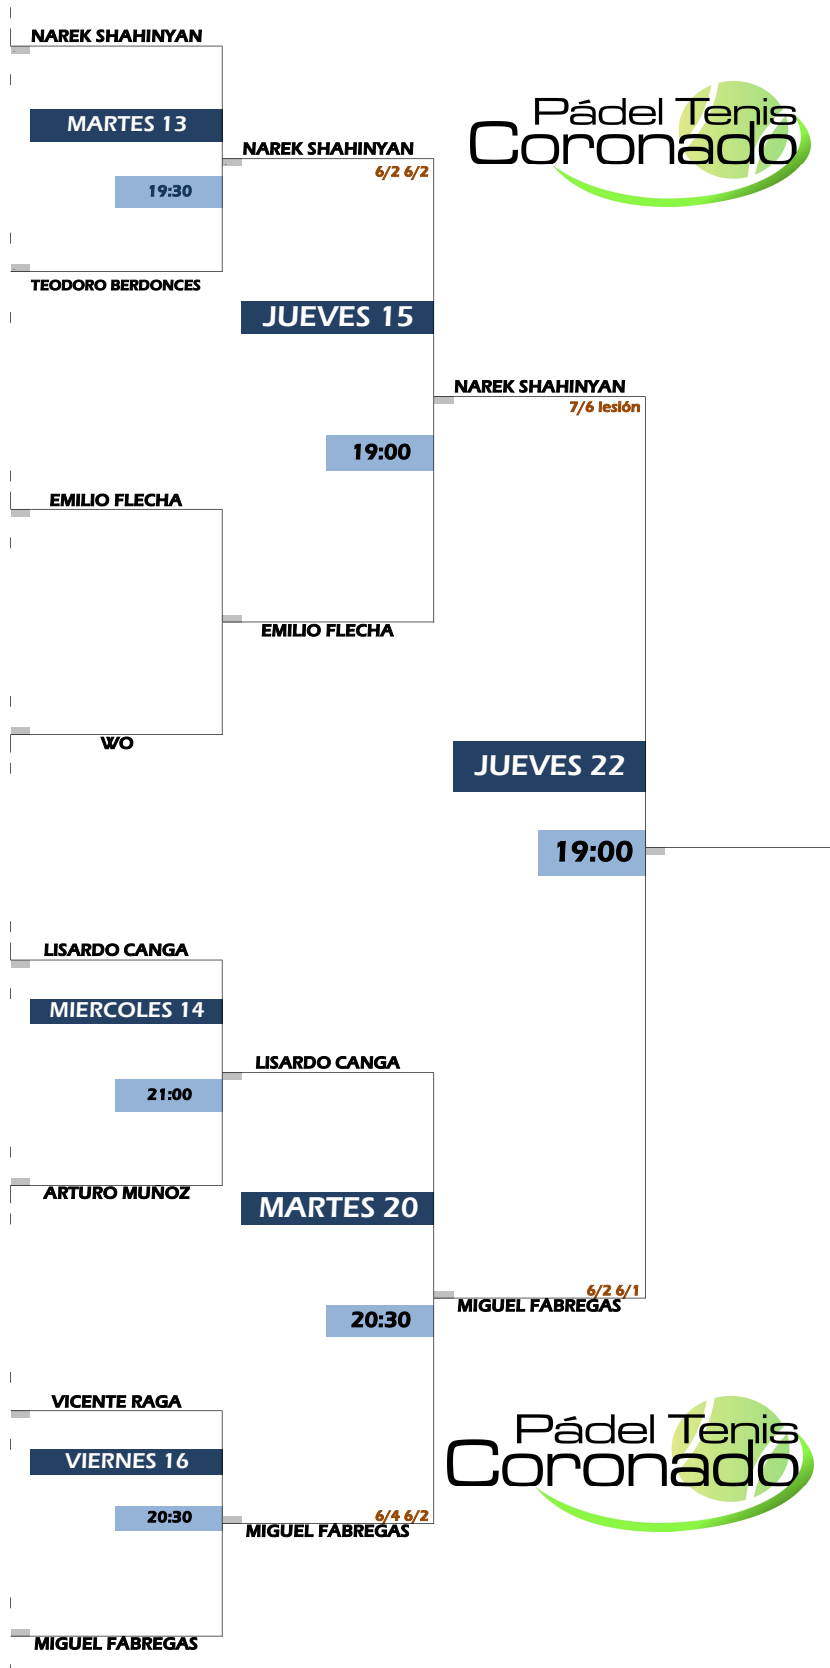 NAREK SHAHINYAN
MARTES 13
19:30
TEODORO BERDONCES
NAREK SHAHINYAN
6/2 6/2
Pádel Tenis
Coronado
JUEVES 15
19:00
NAREK SHAHINYAN
7/6 lesión
EMILIO FLECHA
EMILIO FLECHA
WO
JUEVES 22
19:00
LISARDO CANGA
MIERCOLES 14
21:00
ARTURO MUÑOZ
LISARDO CANGA
MARTES 20
20:30
6/2 6/1
MIGUEL FÁBREGAS
VICENTE RAGA
VIERNES 16
20:30
6/4 6/2
MIGUEL FÁBREGAS
MIGUEL FÁBREGAS
Pádel Tenis
Coronado